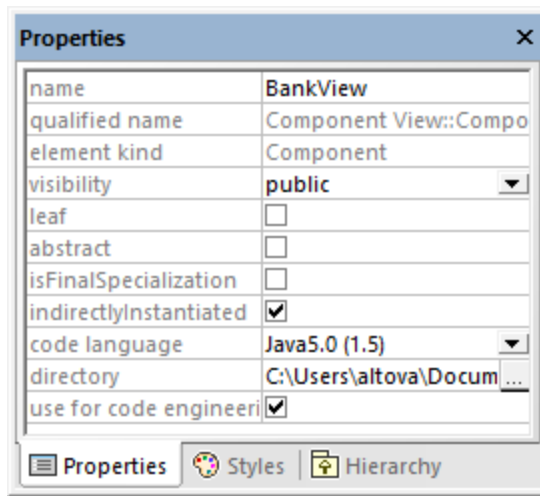 Properties
name BankView
qualified name Component View::Compo
element kind Component
visibility public
leaf
abstract
isFinalSpecialization
indirectlyInstantiated
code language Java5.0 (1.5)
directory C:\Users\altova\Docum ...
use for code engineeri
Properties Styles Hierarchy